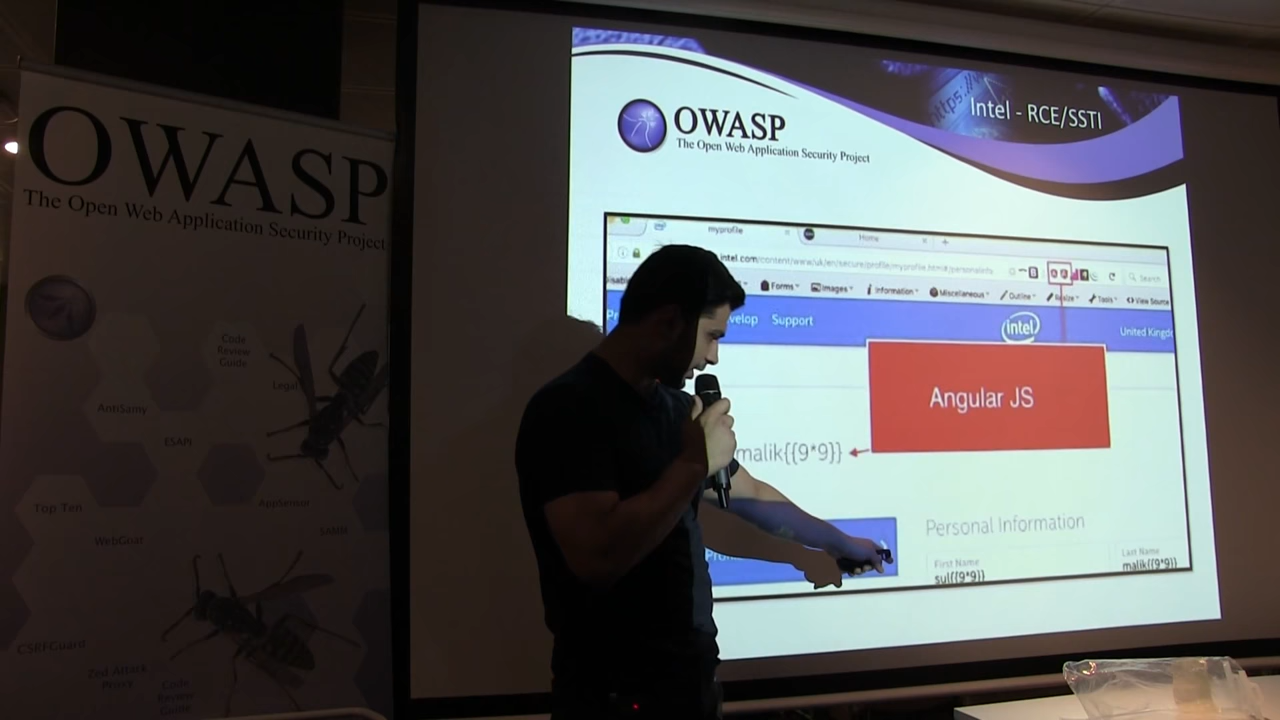 OWASP
The Open Web Application Security Project
Code
Review
Guide
Legal
AntiSamy
ESAPI
Top Ten
AppSensor
WebGoat
SAMM
CSRFGuard
Zed Attack
Proxy
Code
Review
Guide
Intel - RCE/SSTI
OWASP
The Open Web Application Security Project
myprofile
Home
intel.com/content/www/uk/en/secure/profile/myprofile.html#/personalinfo
Search
Forms
Images
Information
Miscellaneous
Outline
Resize
Tools
View Source
Support
intel
Angular JS
malik{{9*9}}
Personal Information
First Name
Last Name
sul{{9*9}}
malik{{9*9}}